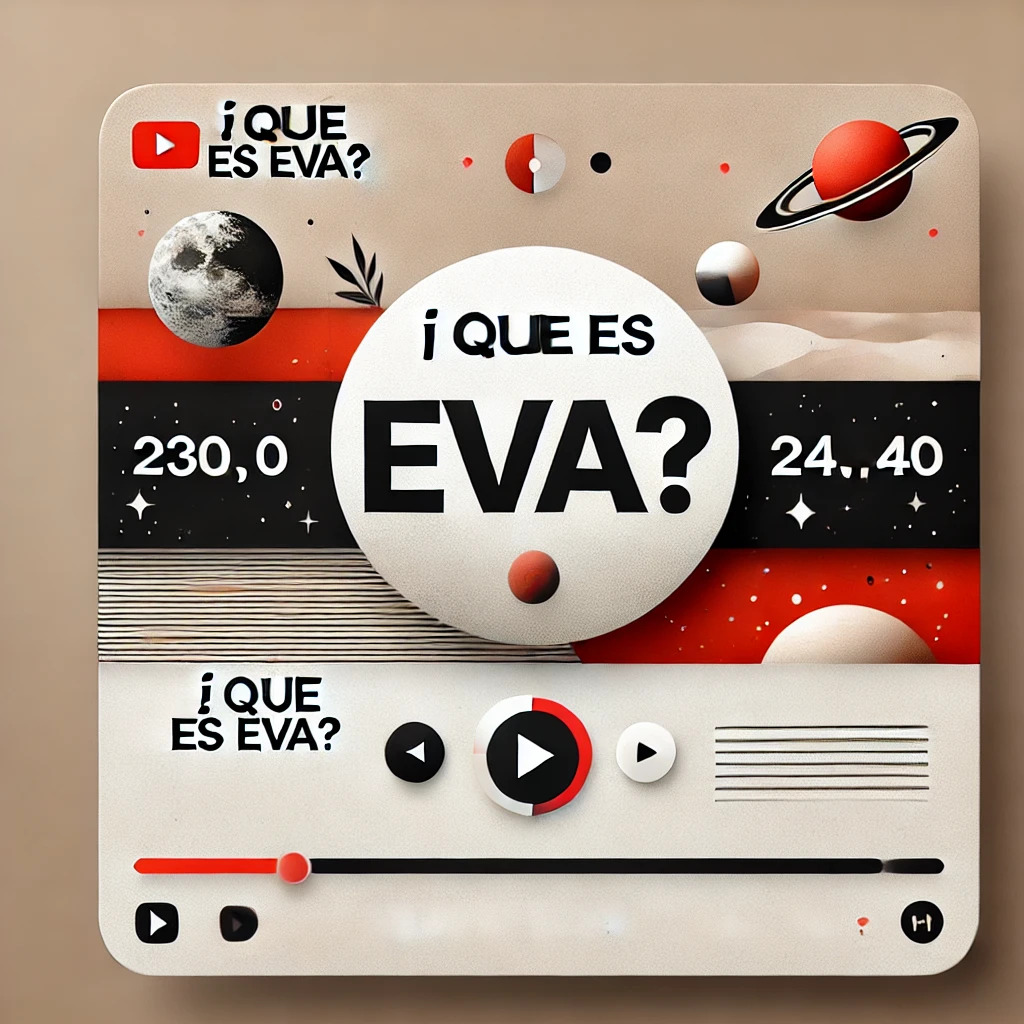 ¡ QUE
ES EVA?
¡ QUE ES
EVA?
230,0
24..,40
¡ QUE
ES EVA?